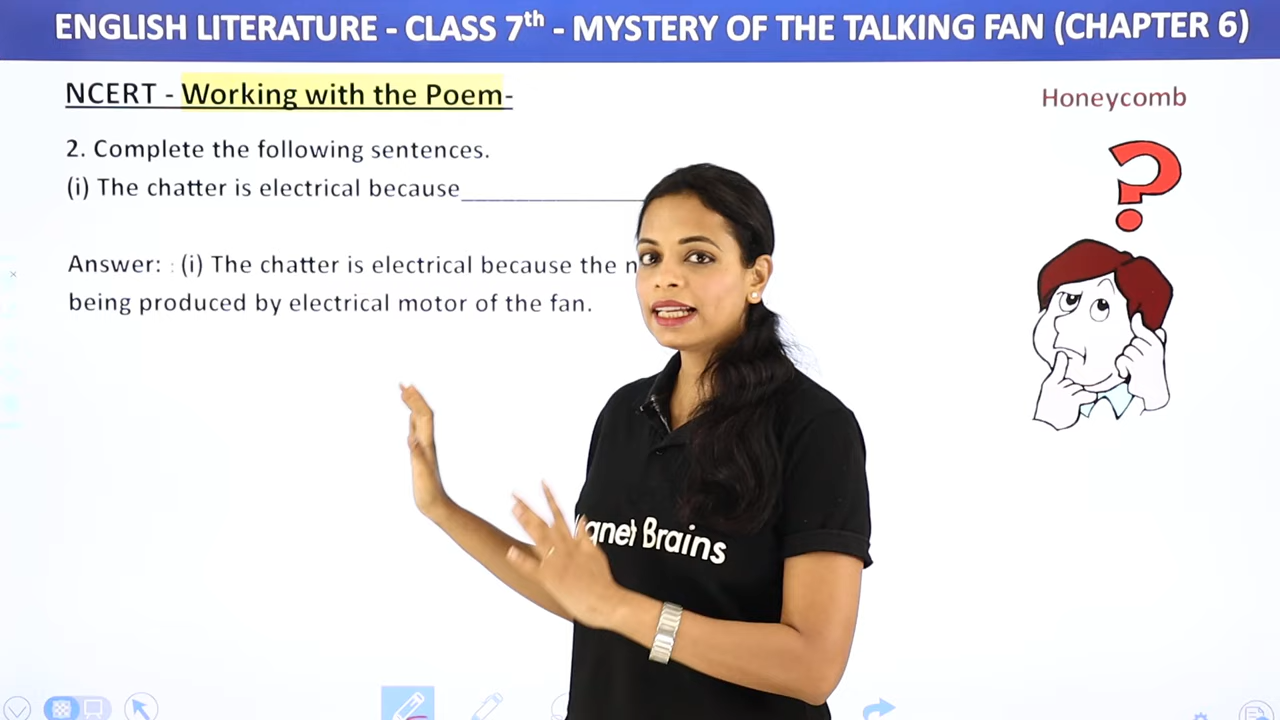 ENGLISH LITERATURE - CLASS 7th - MYSTERY OF THE TALKING FAN (CHAPTER 6)
NCERT - Working with the Poem-
Honeycomb
2. Complete the following sentences.
(i) The chatter is electrical because____________________
?
Answer: : (i) The chatter is electrical because the
being produced by electrical motor of the fan.
Brains